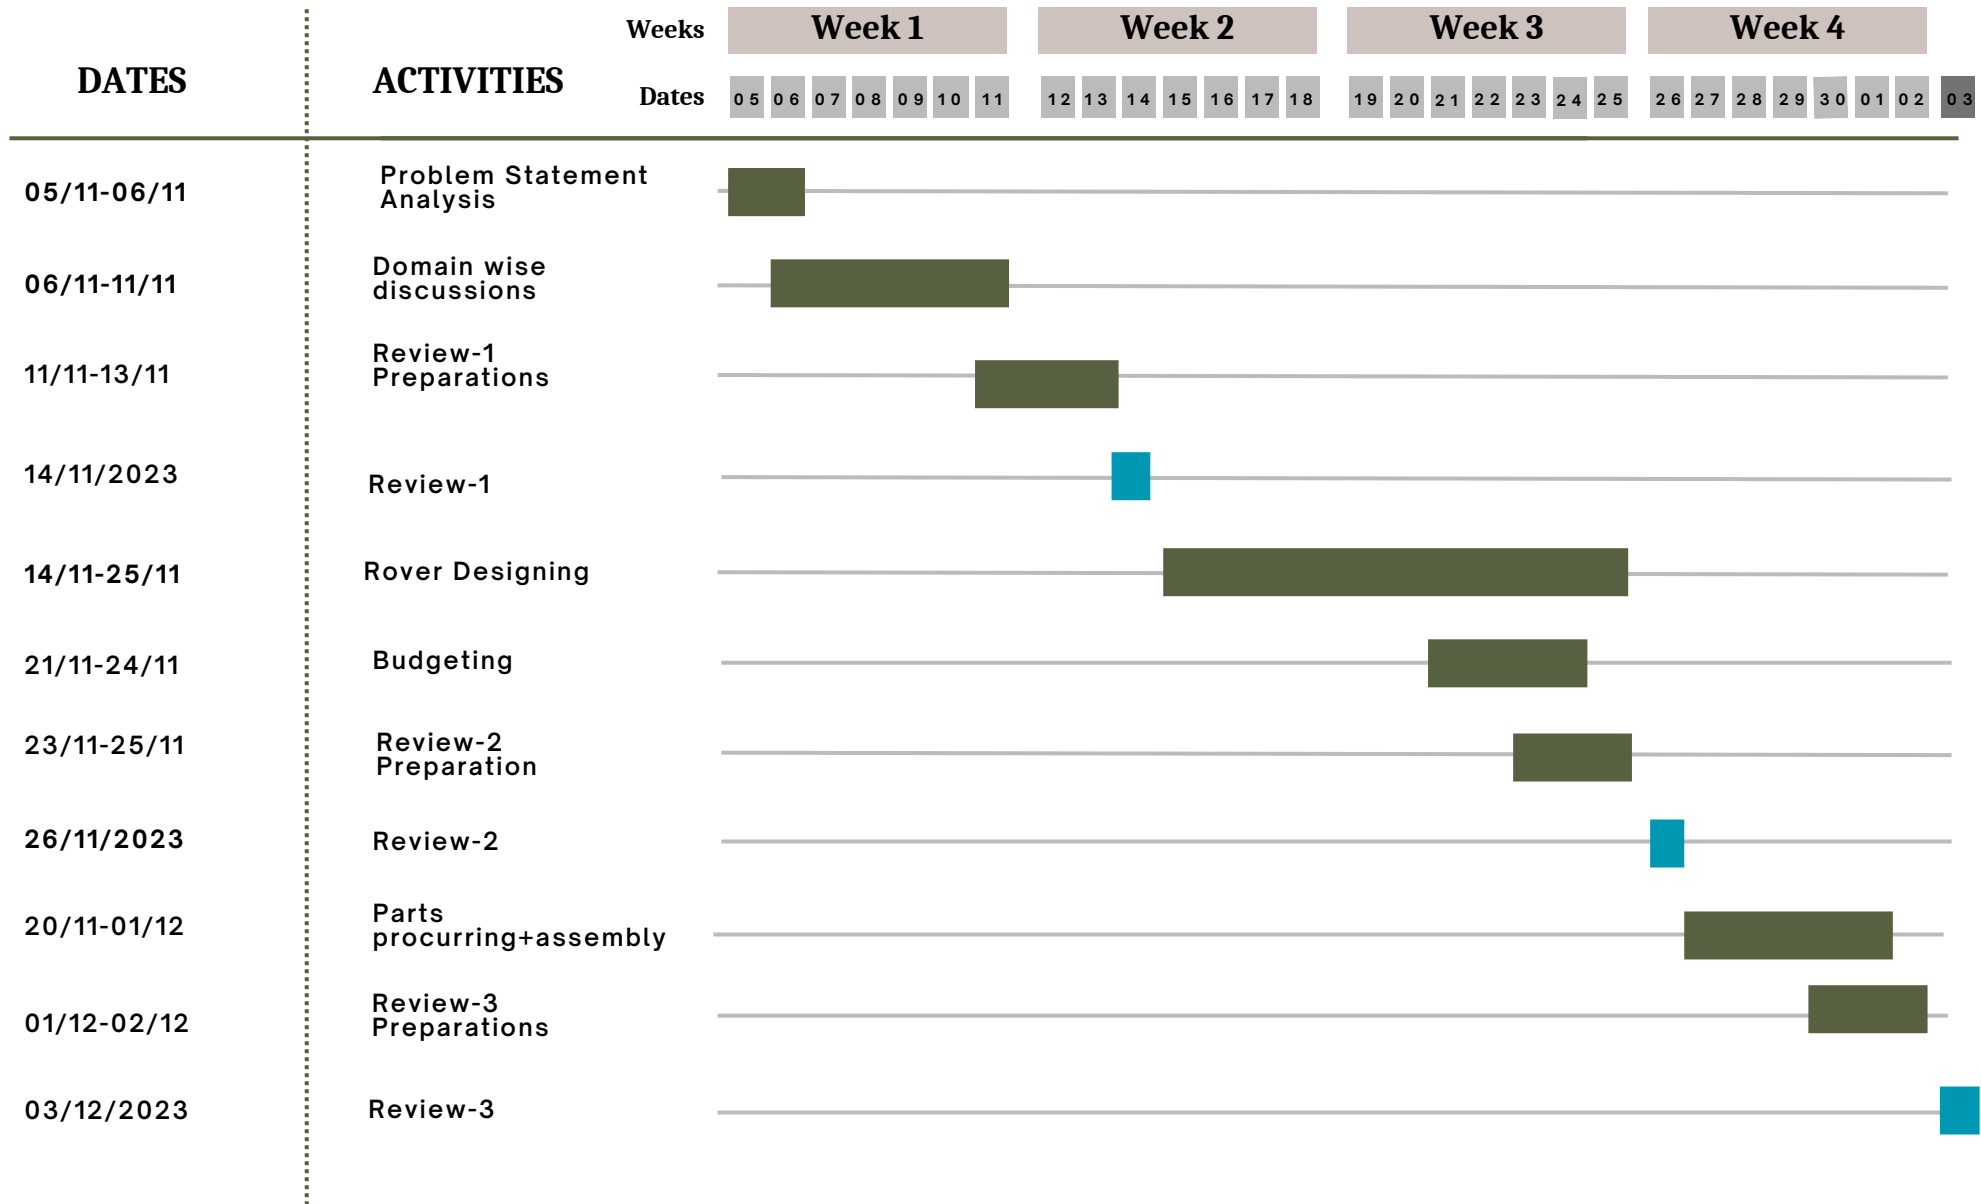 Weeks Week 1 Week 2 Week 3 Week 4
DATES ACTIVITIES
Dates 05 06 07 08 09 10 11 12 13 14 15 16 17 18 19 20 21 22 23 24 25 26 27 28 29 30 01 02 03
05/11-06/11
Problem Statement
Analysis
06/11-11/11
Domain wise
discussions
11/11-13/11
Review-1
Preparations
14/11/2023
Review-1
14/11-25/11
Rover Designing
21/11-24/11
Budgeting
23/11-25/11
Review-2
Preparation
26/11/2023
Review-2
20/11-01/12
Parts
procurring+assembly
01/12-02/12
Review-3
Preparations
03/12/2023
Review-3